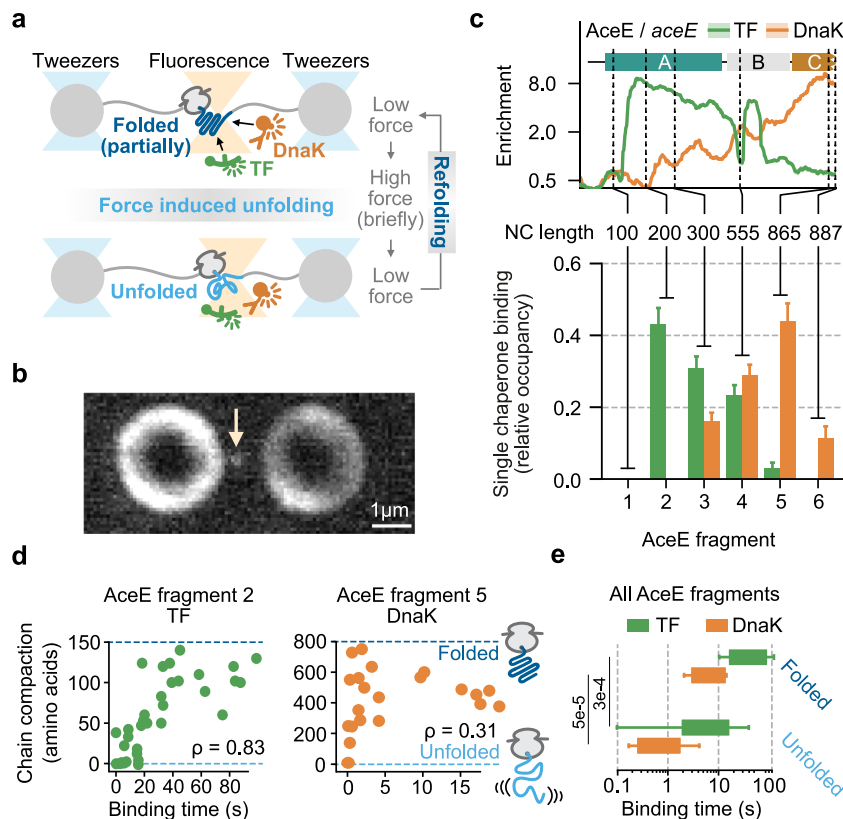 a
Tweezers Fluorescence Tweezers
Folded
(partially)
DnaK
TF
Low
force
High
force
(briefly)
Low
force
Refolding
Force induced unfolding
Unfolded
b
1μm
c
AceE / aceE TF DnaK
A B C
Enrichment
8.0
2.0
0.5
NC length 100 200 300 555 865 887
Single chaperone binding
(relative occupancy)
0.6
0.4
0.2
0.0
1 2 3 4 5 6
AceE fragment
d
AceE fragment 2
TF
Chain compaction
(amino acids)
150
100
50
0
ρ = 0.83
0 20 40 60 80
Binding time (s)
AceE fragment 5
DnaK
800
600
400
200
0
Folded
ρ = 0.31
Unfolded
0 5 10 15
Binding time (s)
e
All AceE fragments
TF DnaK
5e-5
3e-4
Folded
Unfolded
0.1 1 10 100
Binding time (s)